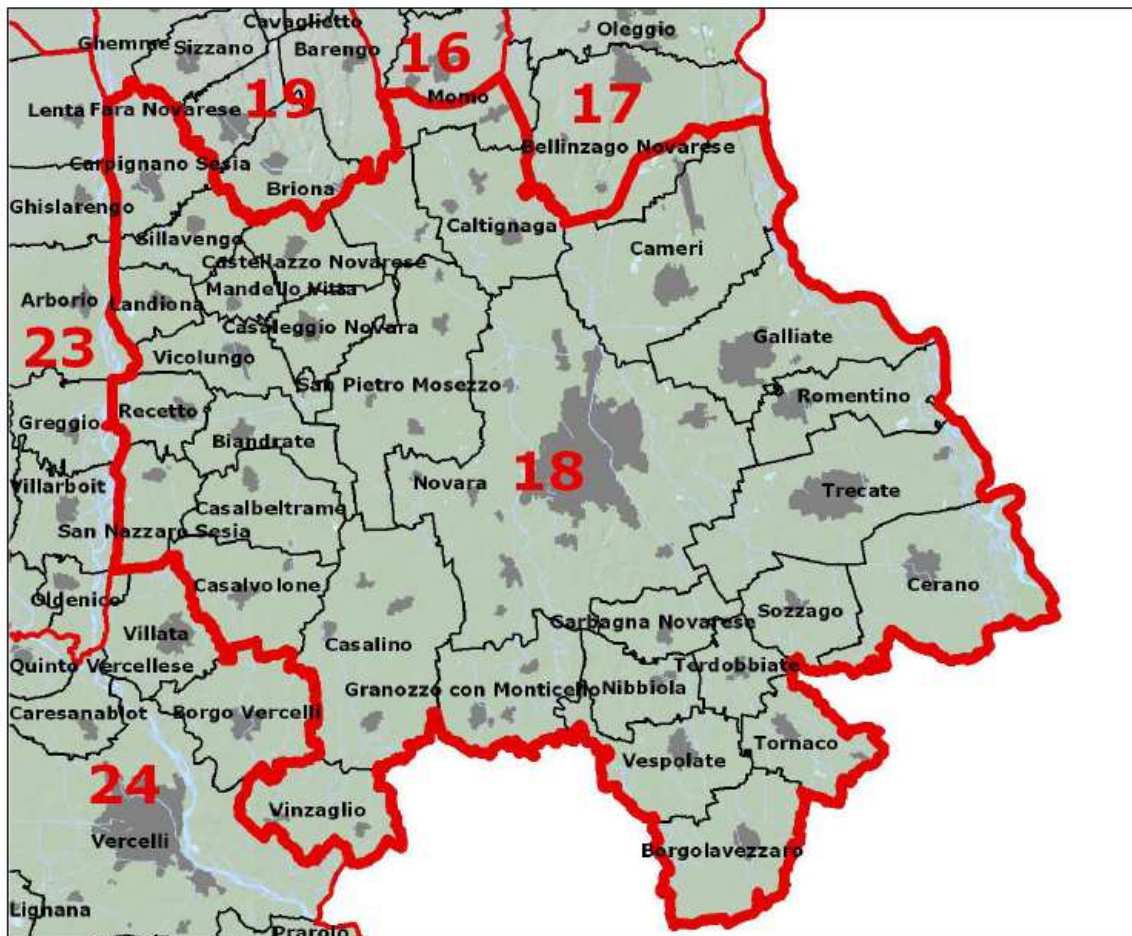 Cavaglietto
Oleggio
Ghemme
Sizzano
Barengo
16
Momo
19
17
Lenta
Fara Novarese
Bellinzago Novarese
Carpignano Sesia
Briona
Ghislarengo
Caltignaga
Sillavengo
Cameri
Castellazzo Novarese
Mandello Vitta
Arborio
Landiona
Casaleggio Novara
Galliate
23
Vicolungo
San Pietro Mosezzo
Romentino
Recetto
Greggio
Biandrate
18
Villarboit
Novara
Trecate
Casalbeltrame
San Nazzaro Sesia
Casalvolone
Cerano
Oldenico
Sozzago
Villata
Garbagna Novarese
Casalino
Quinto Vercellese
Terdobbiate
Granozzo con Monticello
Nibbiola
Caresanablot
Borgo Vercelli
Tornaco
Vespolate
24
Vinzaglio
Vercelli
Borgolavezzaro
Lignana
Prarolo